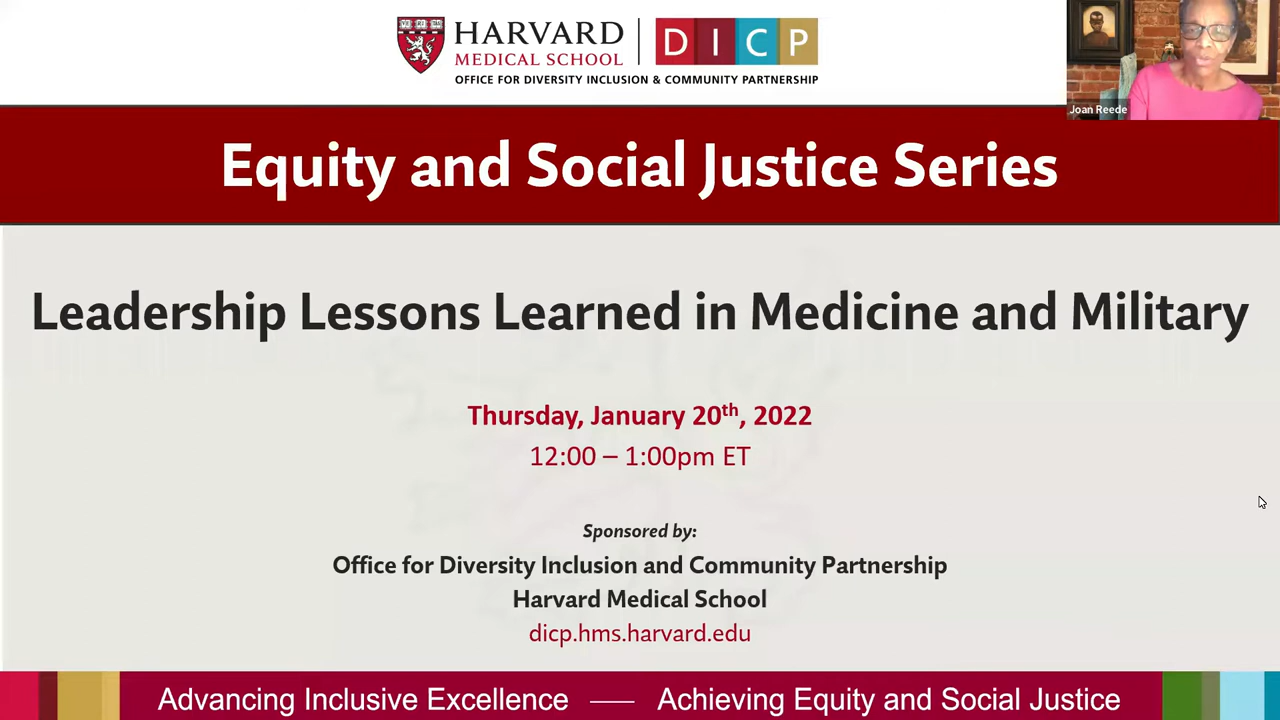 HARVARD
MEDICAL SCHOOL
DICP
OFFICE FOR DIVERSITY INCLUSION & COMMUNITY PARTNERSHIP
Joan Reede
Equity and Social Justice Series
Leadership Lessons Learned in Medicine and Military
Thursday, January 20th, 2022
12:00 – 1:00pm ET
Sponsored by:
Office for Diversity Inclusion and Community Partnership
Harvard Medical School
dicp.hms.harvard.edu
Advancing Inclusive Excellence —— Achieving Equity and Social Justice